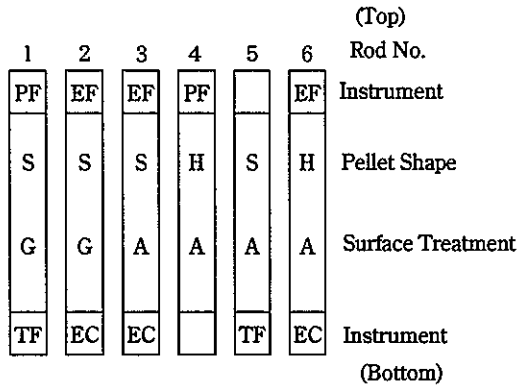 (Top)
1 2 3 4 5 6 Rod No.
PF EF EF PF EF Instrument
S S S H S H Pellet Shape
G G A A A A Surface Treatment
TF EC EC TF EC Instrument
(Bottom)